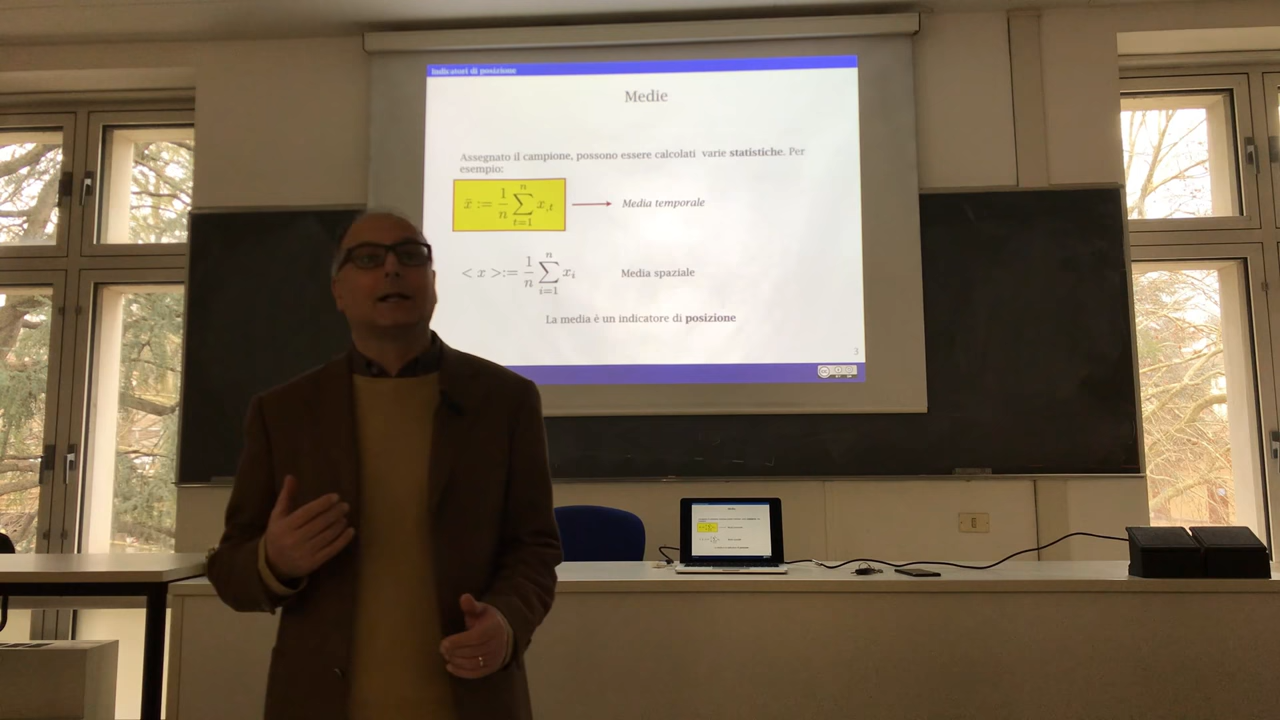 Indicatori di posizione
Medie
Assegnato il campione, possono essere calcolati varie statistiche. Per
esempio:
x̄ := 1/n ∑_{t=1}^{n} x_{,t} Media temporale
< x >:= 1/n ∑_{i=1}^{n} x_i Media spaziale
La media è un indicatore di posizione
3